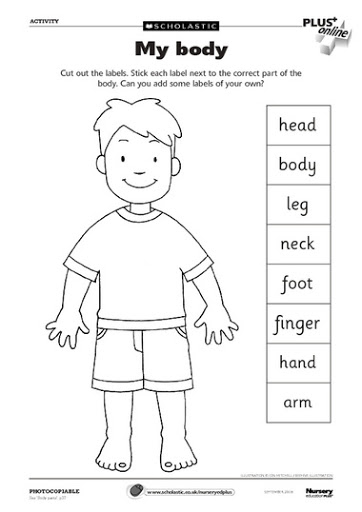 ACTIVITY
SCHOLASTIC
PLUS+
online
My body
Cut out the labels. Stick each label next to the correct part of the
body. Can you add some labels of your own?
head
body
leg
neck
foot
finger
hand
arm
PHOTOCOPIABLE
www.scholastic.co.uk/nurseryedplus
Nursery